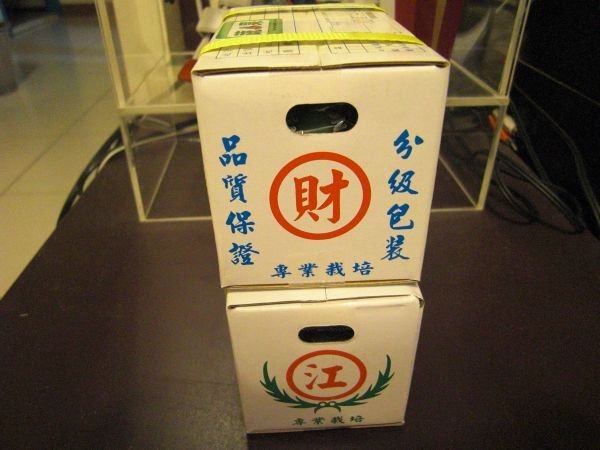 品質保證
財
分級包裝
專業栽培
江
專業栽培